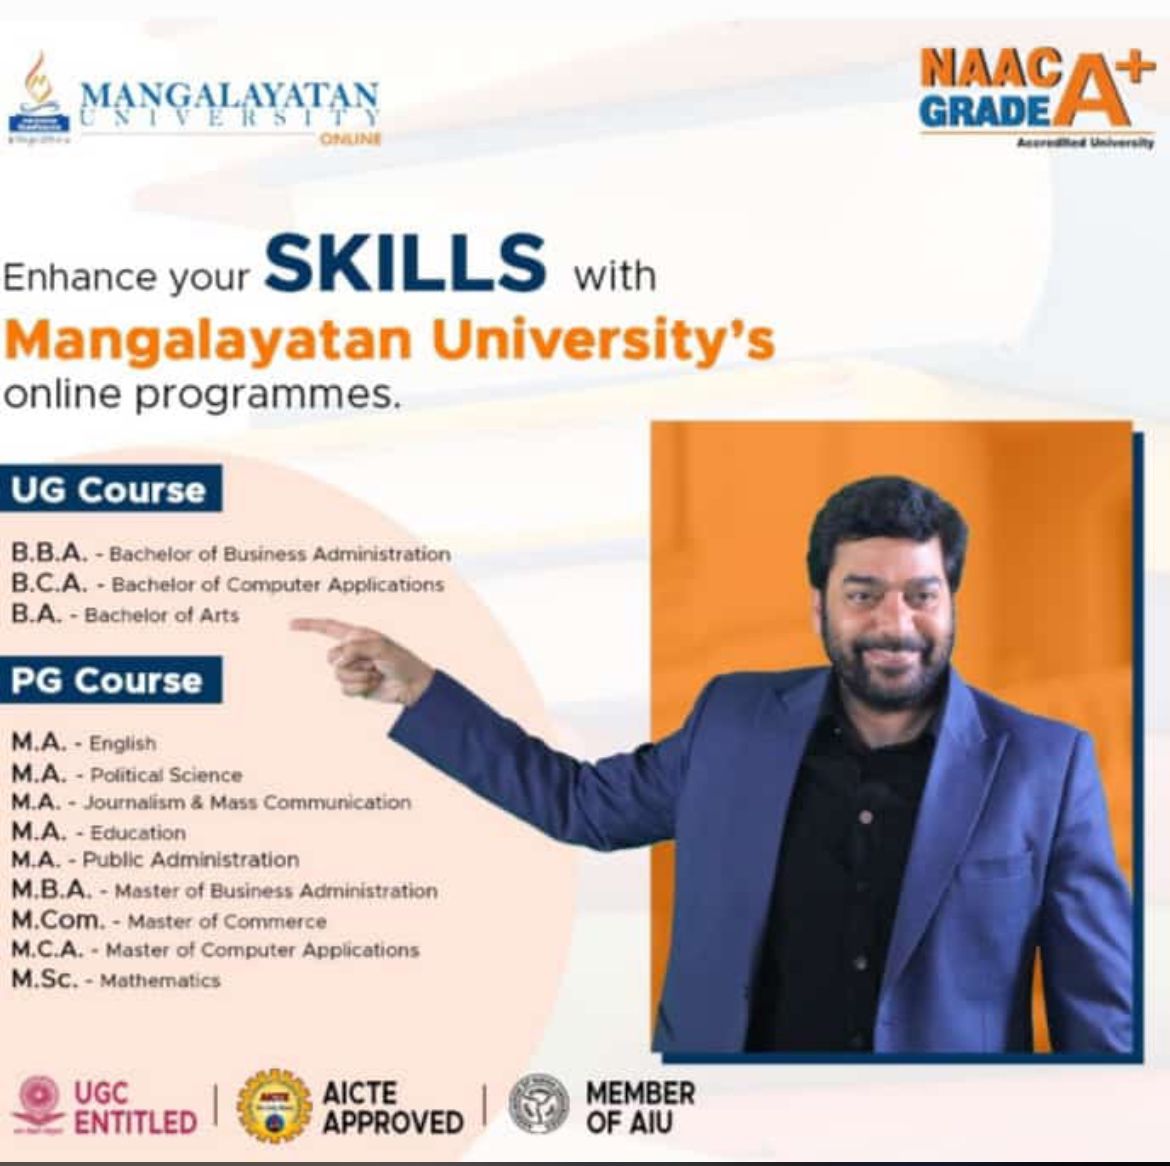 MANGALAYATAN
UNIVERSITY
ONLINE
NAAC A+
GRADE
Accredited University
Enhance your SKILLS with
Mangalayatan University's
online programmes.
UG Course
B.B.A. - Bachelor of Business Administration
B.C.A. - Bachelor of Computer Applications
B.A. - Bachelor of Arts
PG Course
M.A. - English
M.A. - Political Science
M.A. - Journalism & Mass Communication
M.A. - Education
M.A. - Public Administration
M.B.A. - Master of Business Administration
M.Com. - Master of Commerce
M.C.A. - Master of Computer Applications
M.Sc. - Mathematics
UGC
ENTITLED
AICTE
AICTE
APPROVED
MEMBER
OF AIU